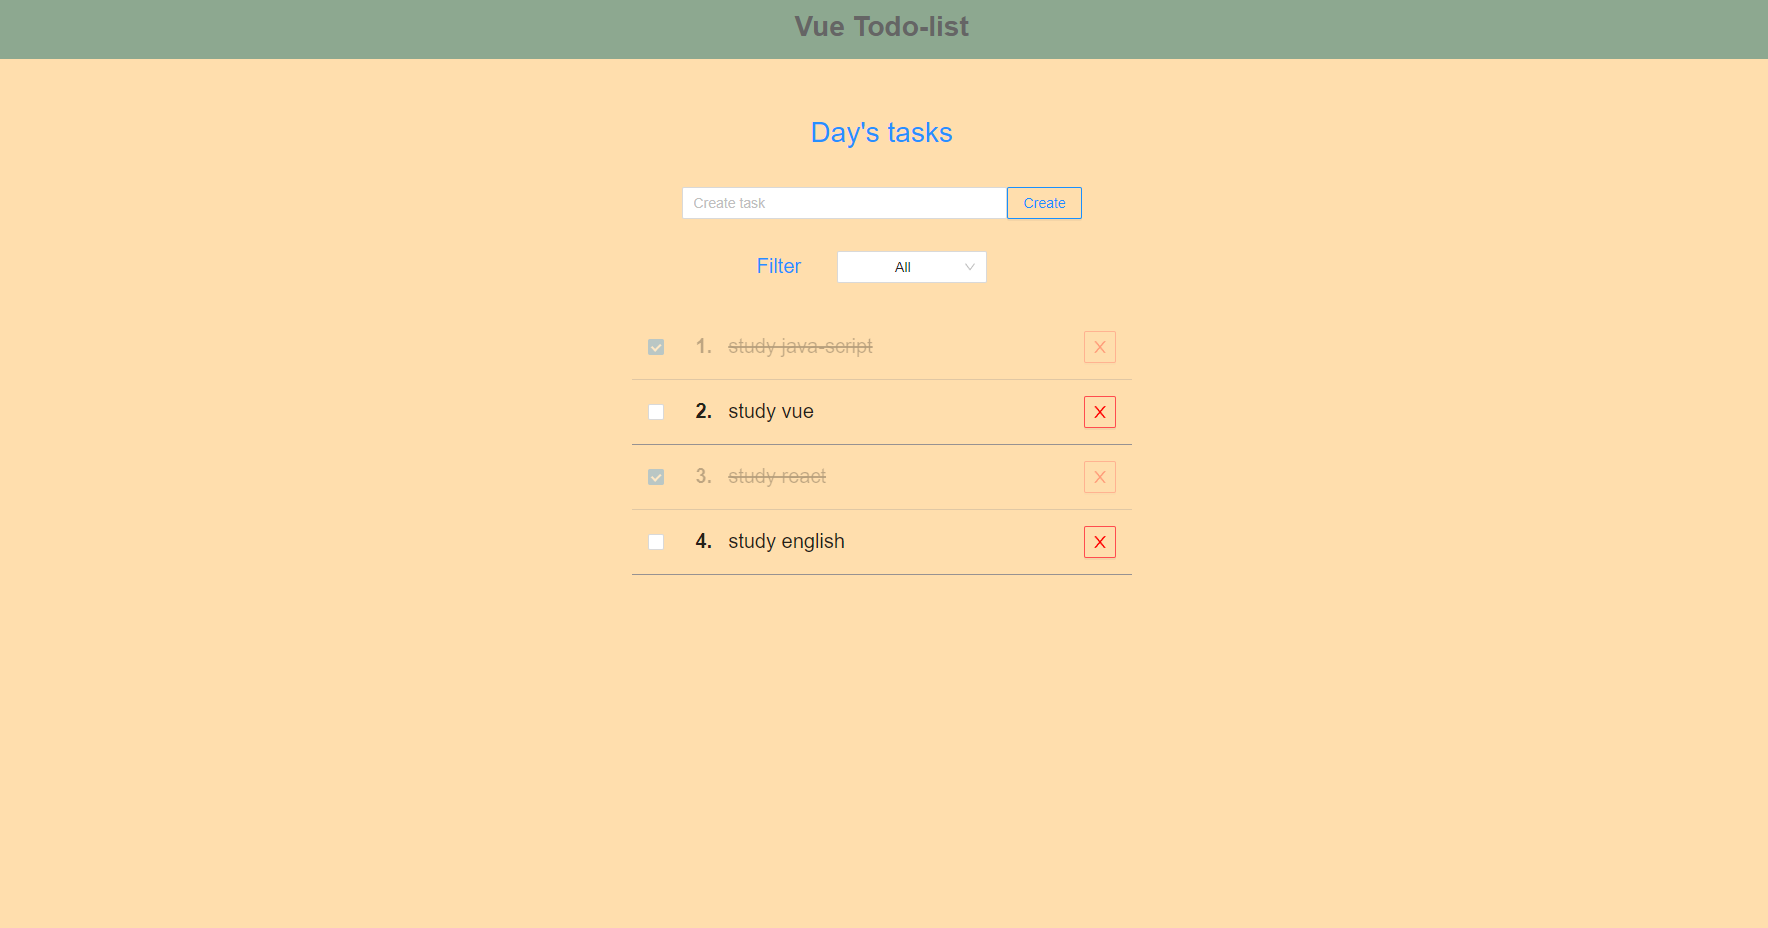 Vue Todo-list
Day's tasks
Create task Create
Filter All
1. study java-script
2. study vue
3. study react
4. study english